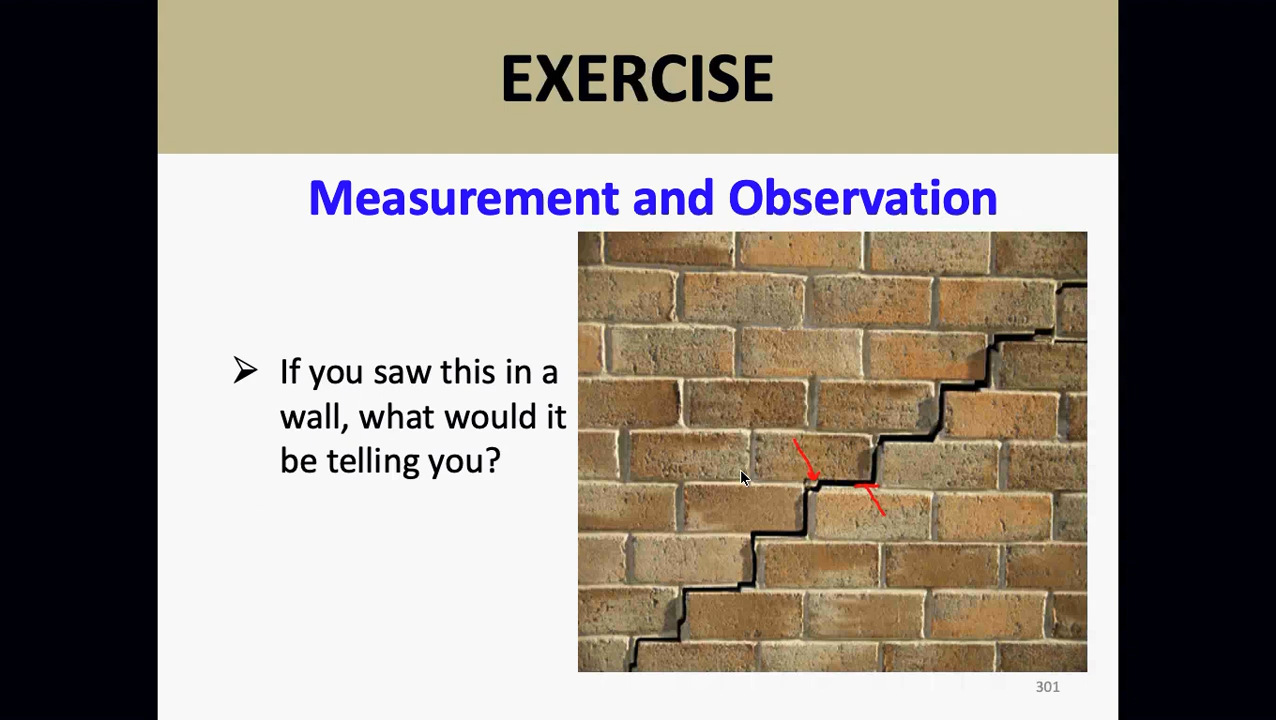 EXERCISE
Measurement and Observation
➢ If you saw this in a
wall, what would it
be telling you?
301